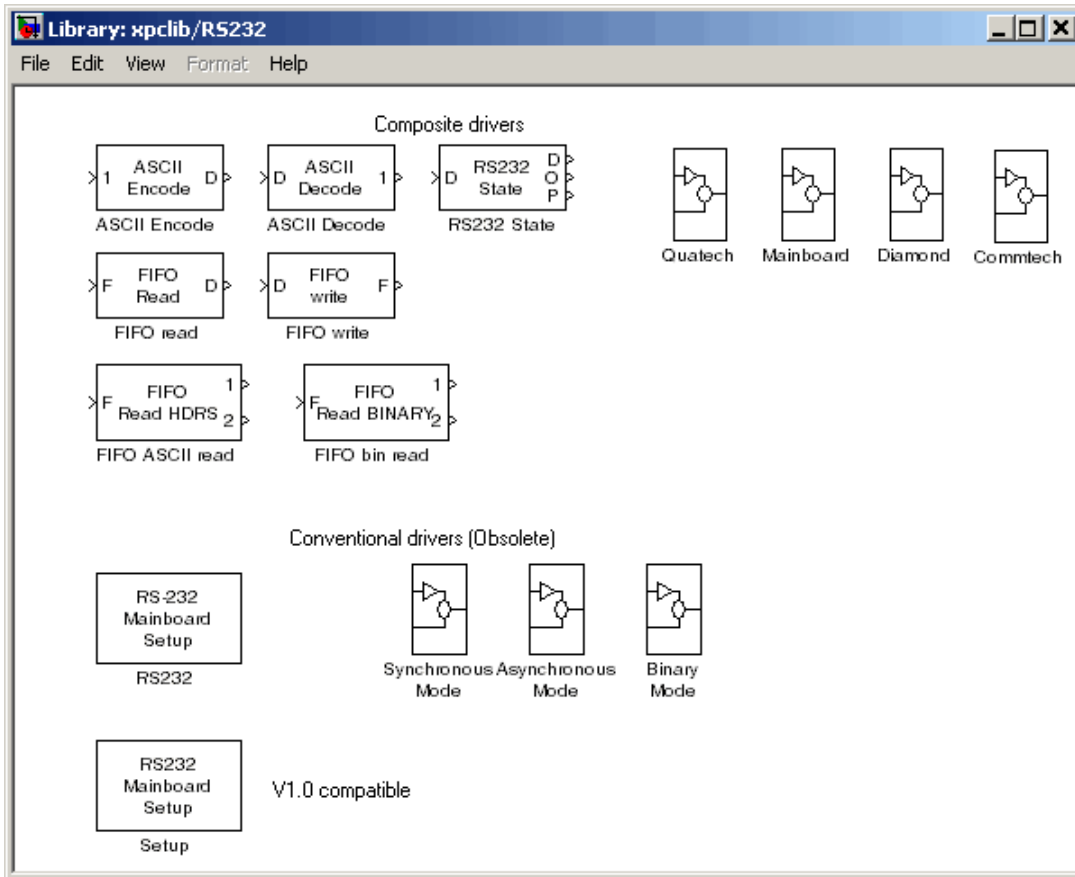 Library: xpclib/RS232
File Edit View Format Help
Composite drivers
1 ASCII Encode D
ASCII Encode
D ASCII Decode 1
ASCII Decode
D RS232 State D O P
RS232 State
Quatech
Mainboard
Diamond
Commtech
F FIFO Read D
FIFO read
D FIFO write F
FIFO write
F FIFO Read HDRS 1 2
FIFO ASCII read
F FIFO Read BINARY 1 2
FIFO bin read
Conventional drivers (Obsolete)
RS-232
Mainboard
Setup
RS232
Synchronous
Mode
Asynchronous
Mode
Binary
Mode
RS232
Mainboard
Setup
Setup
V1.0 compatible